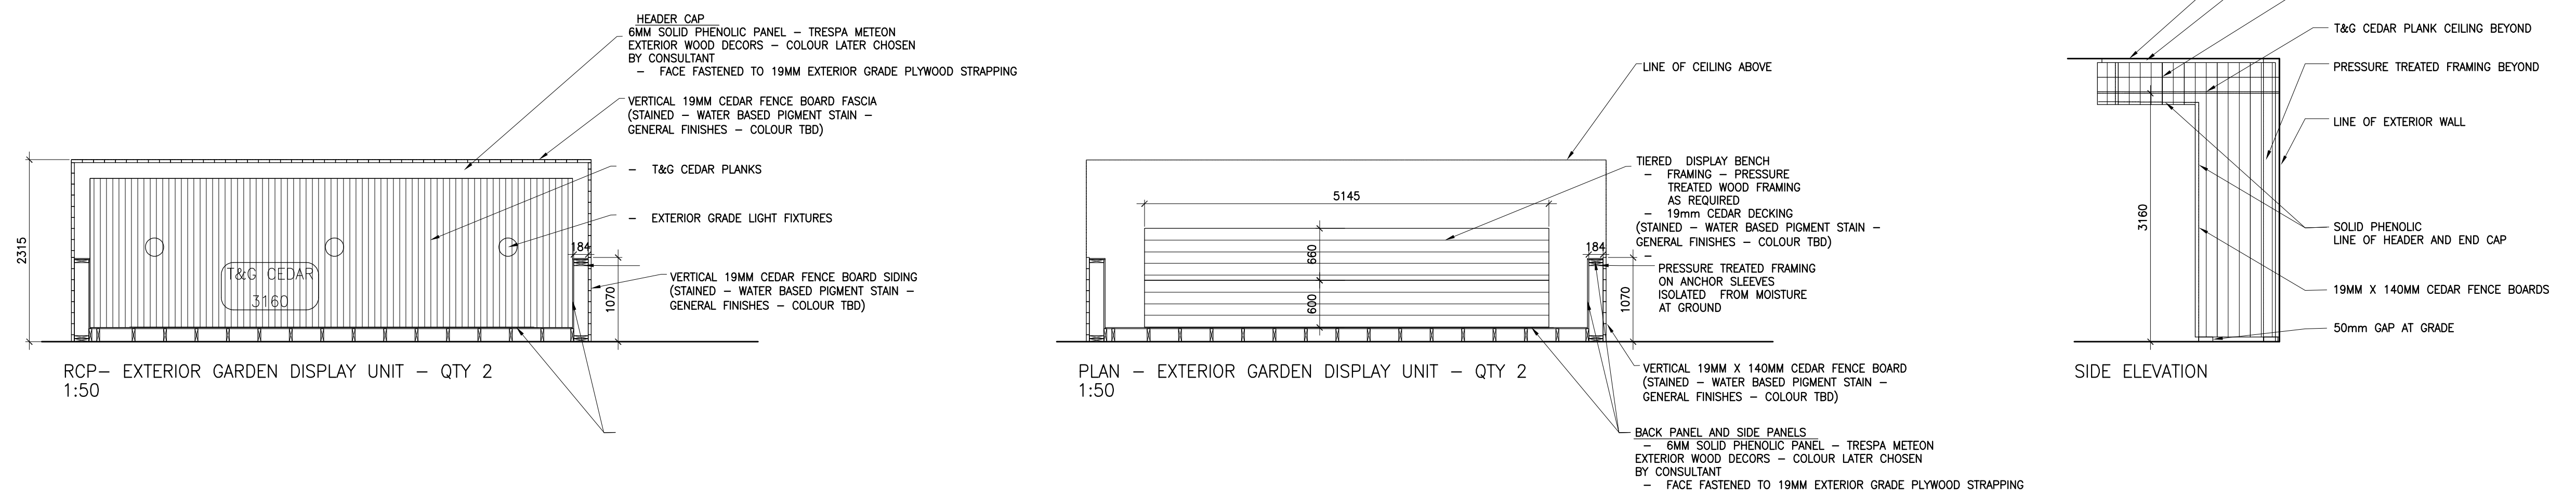 HEADER CAP
6MM SOLID PHENOLIC PANEL – TRESPA METEON
EXTERIOR WOOD DECORS – COLOUR LATER CHOSEN
BY CONSULTANT
– FACE FASTENED TO 19MM EXTERIOR GRADE PLYWOOD STRAPPING
VERTICAL 19MM CEDAR FENCE BOARD FASCIA
(STAINED – WATER BASED PIGMENT STAIN –
GENERAL FINISHES – COLOUR TBD)
– T&G CEDAR PLANKS
– EXTERIOR GRADE LIGHT FIXTURES
2315
184
T&G CEDAR
3160
1070
VERTICAL 19MM CEDAR FENCE BOARD SIDING
(STAINED – WATER BASED PIGMENT STAIN –
GENERAL FINISHES – COLOUR TBD)
RCP– EXTERIOR GARDEN DISPLAY UNIT – QTY 2
1:50
LINE OF CEILING ABOVE
TIERED DISPLAY BENCH
– FRAMING – PRESSURE
TREATED WOOD FRAMING
AS REQUIRED
– 19mm CEDAR DECKING
(STAINED – WATER BASED PIGMENT STAIN –
GENERAL FINISHES – COLOUR TBD)
–
PRESSURE TREATED FRAMING
ON ANCHOR SLEEVES
ISOLATED FROM MOISTURE
AT GROUND
5145
660
600
184
1070
VERTICAL 19MM X 140MM CEDAR FENCE BOARD
(STAINED – WATER BASED PIGMENT STAIN –
GENERAL FINISHES – COLOUR TBD)
BACK PANEL AND SIDE PANELS
– 6MM SOLID PHENOLIC PANEL – TRESPA METEON
EXTERIOR WOOD DECORS – COLOUR LATER CHOSEN
BY CONSULTANT
– FACE FASTENED TO 19MM EXTERIOR GRADE PLYWOOD STRAPPING
PLAN – EXTERIOR GARDEN DISPLAY UNIT – QTY 2
1:50
T&G CEDAR PLANK CEILING BEYOND
PRESSURE TREATED FRAMING BEYOND
LINE OF EXTERIOR WALL
3160
SOLID PHENOLIC
LINE OF HEADER AND END CAP
19MM X 140MM CEDAR FENCE BOARDS
50mm GAP AT GRADE
SIDE ELEVATION